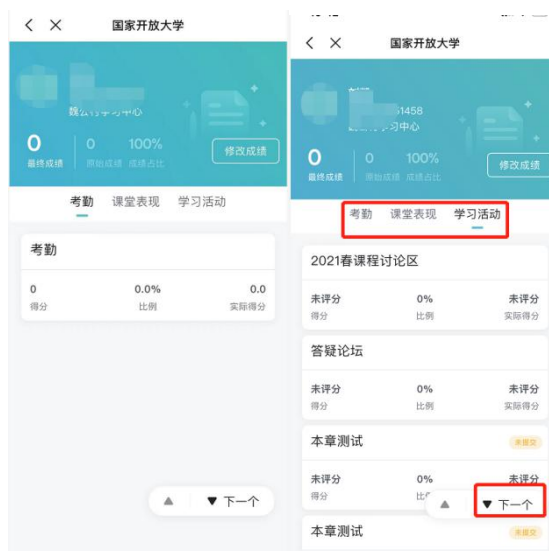 国家开放大学
学习中心
0
0
100%
最终成绩
原始成绩
成绩占比
修改成绩
考勤
课堂表现
学习活动
考勤
0
0.0%
0.0
得分
比例
实际得分
▲
▼ 下一个
国家开放大学
1458
学习中心
0
0
100%
最终成绩
原始成绩
成绩占比
修改成绩
考勤
课堂表现
学习活动
2021春课程讨论区
未评分
0%
未评分
得分
比例
实际得分
答疑论坛
未评分
0%
未评分
得分
比例
实际得分
本章测试
未提交
未评分
0%
未评分
得分
▲
▼ 下一个
本章测试
未提交